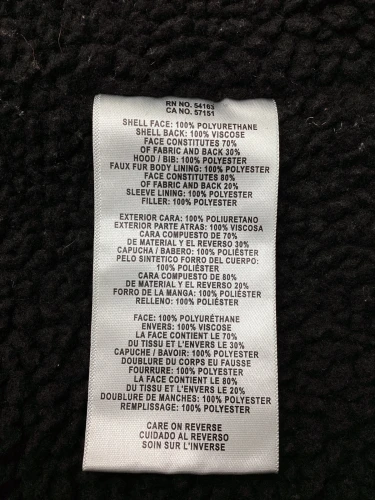 RN NO. 54163
CA NO. 57151
SHELL FACE: 100% POLYURETHANE
SHELL BACK: 100% VISCOSE
FACE CONSTITUTES 70%
OF FABRIC AND BACK 30%
HOOD / BIB: 100% POLYESTER
FAUX FUR BODY LINING: 100% POLYESTER
FACE CONSTITUTES 80%
OF FABRIC AND BACK 20%
SLEEVE LINING: 100% POLYESTER
FILLER: 100% POLYESTER
EXTERIOR CARA: 100% POLIURETANO
EXTERIOR PARTE ATRAS: 100% VISCOSA
CARA COMPUESTO DE 70%
DE MATERIAL Y EL REVERSO 30%
CAPUCHA / BABERO: 100% POLIÉSTER
PELO SINTETICO FORRO DEL CUERPO:
100% POLIÉSTER
CARA COMPUESTO DE 80%
DE MATERIAL Y EL REVERSO 20%
FORRO DE LA MANGA: 100% POLIÉSTER
RELLENO: 100% POLIÉSTER
FACE: 100% POLYURÉTHANE
ENVERS: 100% VISCOSE
LA FACE CONTIENT LE 70%
DU TISSU ET L'ENVERS LE 30%
CAPUCHE / BAVOIR: 100% POLYESTER
DOUBLURE DU CORPS EU FAUSSE
FOURRURE: 100% POLYESTER
LA FACE CONTIENT LE 80%
DU TISSU ET L'ENVERS LE 20%
DOUBLURE DE MANCHES: 100% POLYESTER
REMPLISSAGE: 100% POLYESTER
CARE ON REVERSE
CUIDADO AL REVERSO
SOIN SUR L'INVERSE